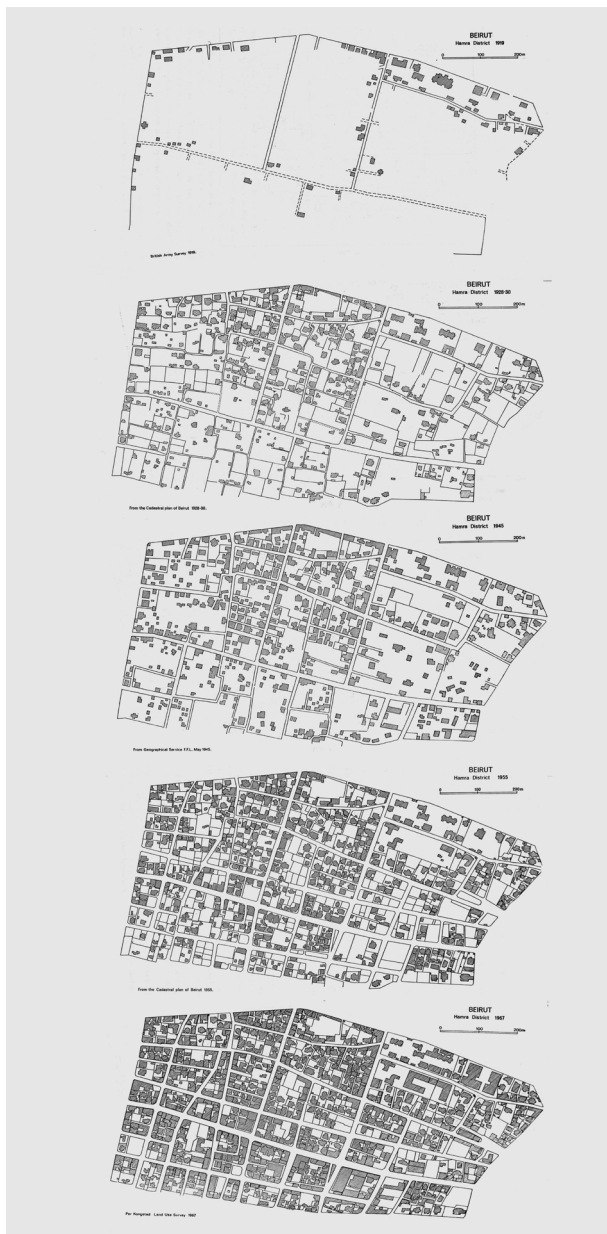 BEIRUT
Hamra District 1919
0 100 200m
British Army Survey 1919.
BEIRUT
Hamra District 1928-30
0 100 200m
From the Cadastral plan of Beirut 1928-30.
BEIRUT
Hamra District 1945
0 100 200m
From Geographical Service F.F.L. May 1945.
BEIRUT
Hamra District 1955
0 100 200m
From the Cadastral plan of Beirut 1955.
BEIRUT
Hamra District 1967
0 100 200m
Per Kongstad Land Use Survey 1967